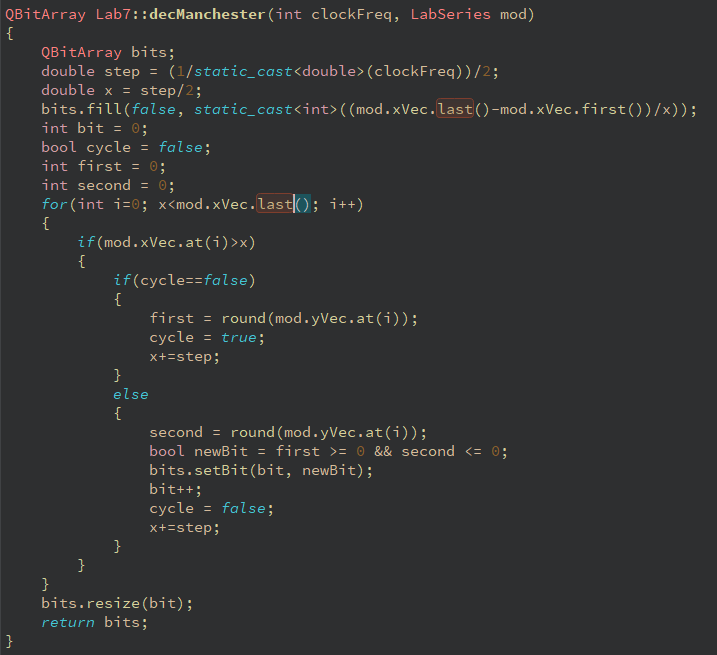 QBitArray Lab7::decManchester(int clockFreq, LabSeries mod)
{
    QBitArray bits;
    double step = (1/static_cast<double>(clockFreq))/2;
    double x = step/2;
    bits.fill(false, static_cast<int>((mod.xVec.last()-mod.xVec.first())/x));
    int bit = 0;
    bool cycle = false;
    int first = 0;
    int second = 0;
    for(int i=0; x<mod.xVec.last(); i++)
    {
        if(mod.xVec.at(i)>x)
        {
            if(cycle==false)
            {
                first = round(mod.yVec.at(i));
                cycle = true;
                x+=step;
            }
            else
            {
                second = round(mod.yVec.at(i));
                bool newBit = first >= 0 && second <= 0;
                bits.setBit(bit, newBit);
                bit++;
                cycle = false;
                x+=step;
            }
        }
    }
    bits.resize(bit);
    return bits;
}